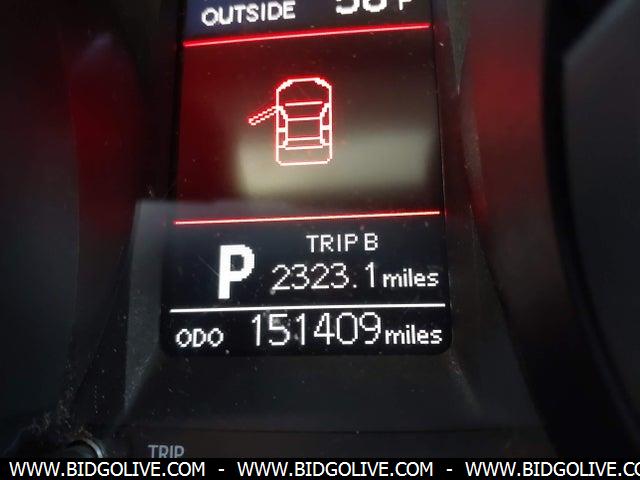 OUTSIDE F
TRIP B
P 2323.1 miles
ODO 151409 miles
TRIP
WWW.BIDGOLIVE.COM - WWW.BIDGOLIVE.COM - WWW.BIDGOLIVE.CO